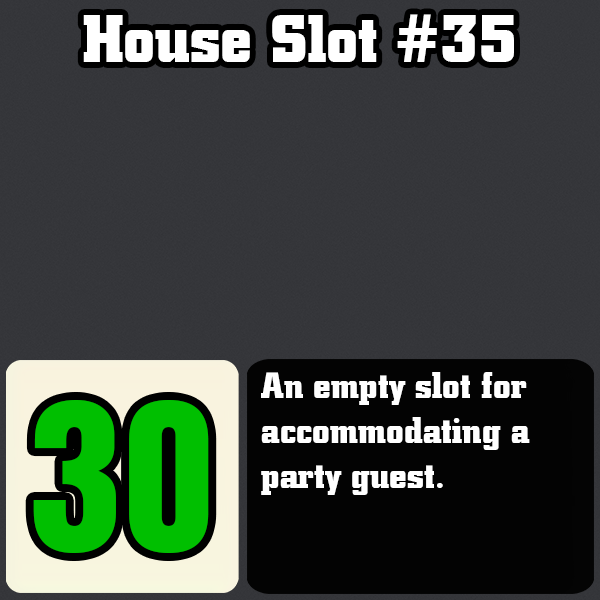 House Slot #35
30
An empty slot for
accommodating a
party guest.